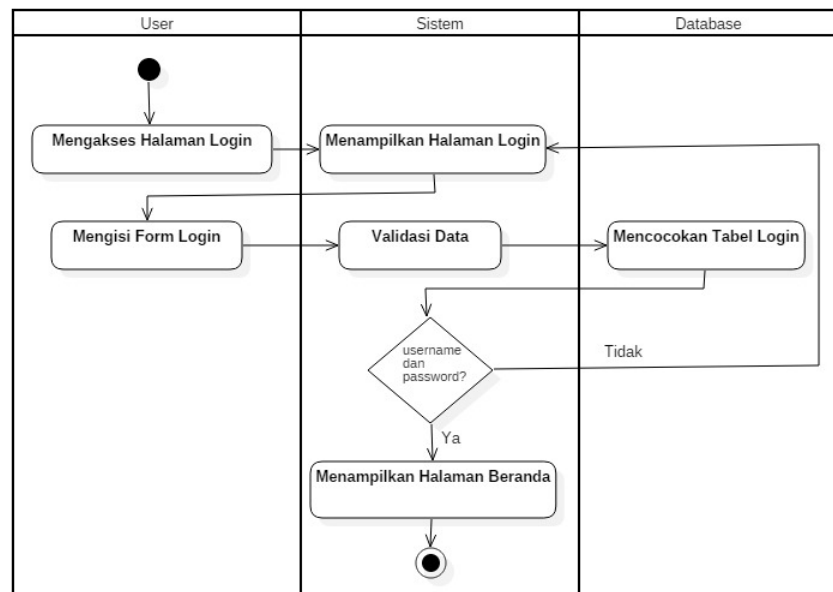 User
Sistem
Database
Mengakses Halaman Login
Menampilkan Halaman Login
Mengisi Form Login
Validasi Data
Mencocokan Tabel Login
username
dan
password?
Tidak
Ya
Menampilkan Halaman Beranda